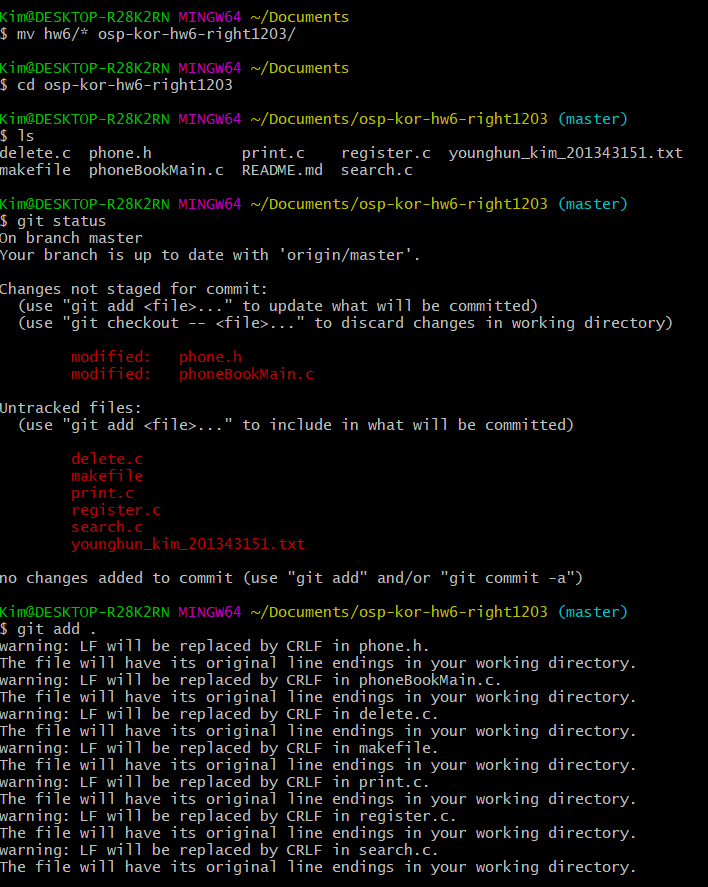 Kim@DESKTOP-R28K2RN MINGW64 ~/Documents
$ mv hw6/* osp-kor-hw6-right1203/

Kim@DESKTOP-R28K2RN MINGW64 ~/Documents
$ cd osp-kor-hw6-right1203

Kim@DESKTOP-R28K2RN MINGW64 ~/Documents/osp-kor-hw6-right1203 (master)
$ ls
delete.c  phone.h          print.c    register.c  younghun_kim_201343151.txt
makefile  phoneBookMain.c  README.md  search.c

Kim@DESKTOP-R28K2RN MINGW64 ~/Documents/osp-kor-hw6-right1203 (master)
$ git status
On branch master
Your branch is up to date with 'origin/master'.

Changes not staged for commit:
  (use "git add <file>..." to update what will be committed)
  (use "git checkout -- <file>..." to discard changes in working directory)

        modified:   phone.h
        modified:   phoneBookMain.c

Untracked files:
  (use "git add <file>..." to include in what will be committed)

        delete.c
        makefile
        print.c
        register.c
        search.c
        younghun_kim_201343151.txt

no changes added to commit (use "git add" and/or "git commit -a")

Kim@DESKTOP-R28K2RN MINGW64 ~/Documents/osp-kor-hw6-right1203 (master)
$ git add .
warning: LF will be replaced by CRLF in phone.h.
The file will have its original line endings in your working directory.
warning: LF will be replaced by CRLF in phoneBookMain.c.
The file will have its original line endings in your working directory.
warning: LF will be replaced by CRLF in delete.c.
The file will have its original line endings in your working directory.
warning: LF will be replaced by CRLF in makefile.
The file will have its original line endings in your working directory.
warning: LF will be replaced by CRLF in print.c.
The file will have its original line endings in your working directory.
warning: LF will be replaced by CRLF in register.c.
The file will have its original line endings in your working directory.
warning: LF will be replaced by CRLF in search.c.
The file will have its original line endings in your working directory.